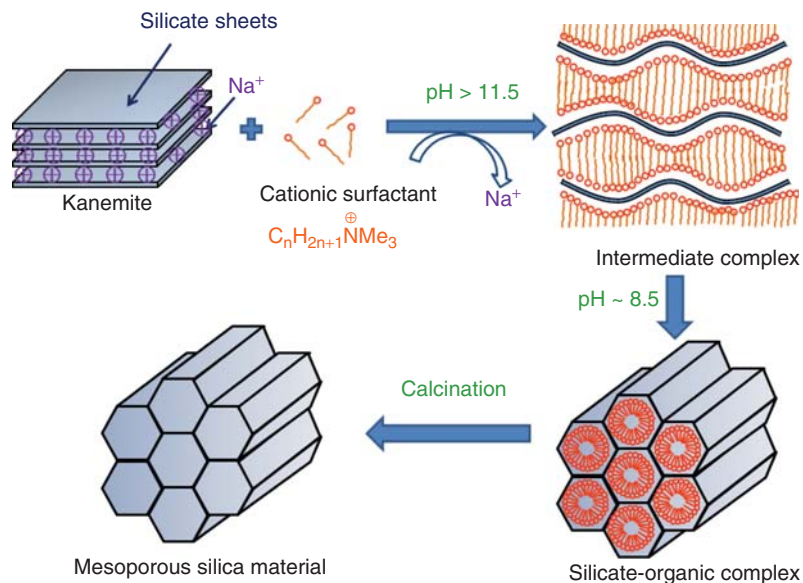 Silicate sheets
Na⁺
pH > 11.5
Na⁺
Kanemite
Cationic surfactant
⊕
CₙH₂ₙ₊₁NMe₃
Intermediate complex
pH ~ 8.5
Calcination
Mesoporous silica material
Silicate-organic complex